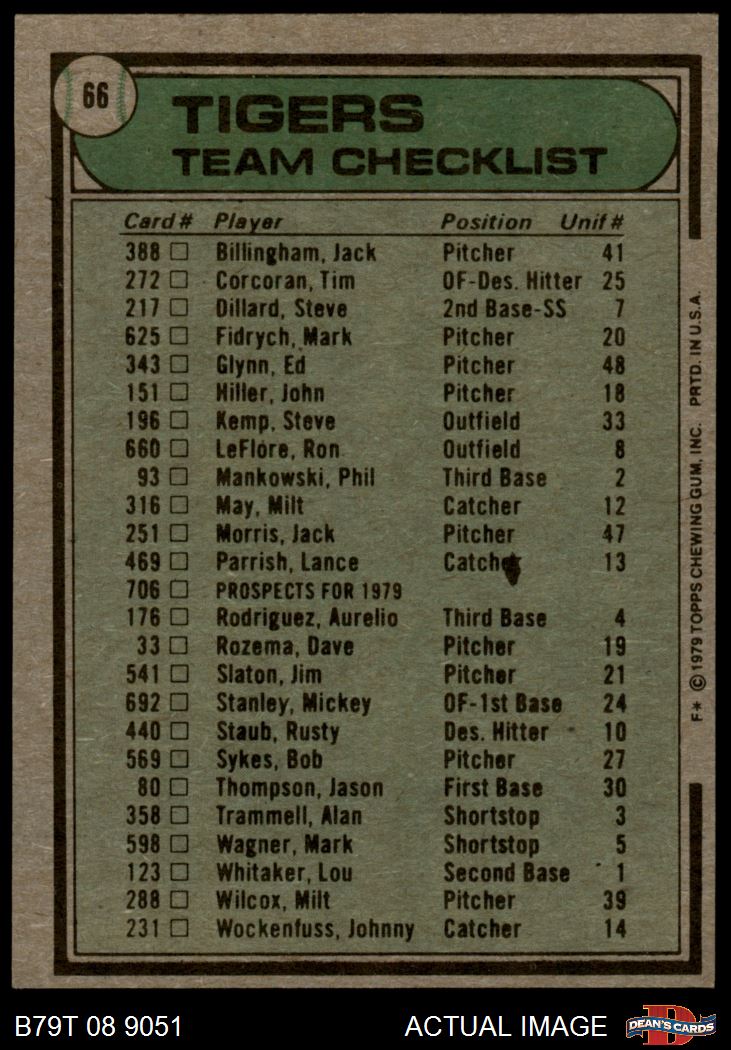 66
TIGERS
TEAM CHECKLIST
Card# Player Position Unif#
388 Billingham, Jack Pitcher 41
272 Corcoran, Tim OF-Des. Hitter 25
217 Dillard, Steve 2nd Base-SS 7
625 Fidrych, Mark Pitcher 20
343 Glynn, Ed Pitcher 48
151 Hiller, John Pitcher 18
196 Kemp, Steve Outfield 33
660 LeFlore, Ron Outfield 8
93 Mankowski, Phil Third Base 2
316 May, Milt Catcher 12
251 Morris, Jack Pitcher 47
469 Parrish, Lance Catcher 13
706 PROSPECTS FOR 1979
176 Rodriguez, Aurelio Third Base 4
33 Rozema, Dave Pitcher 19
541 Slaton, Jim Pitcher 21
692 Stanley, Mickey OF-1st Base 24
440 Staub, Rusty Des. Hitter 10
569 Sykes, Bob Pitcher 27
80 Thompson, Jason First Base 30
358 Trammell, Alan Shortstop 3
598 Wagner, Mark Shortstop 5
123 Whitaker, Lou Second Base 1
288 Wilcox, Milt Pitcher 39
231 Wockenfuss, Johnny Catcher 14
F* © 1979 TOPPS CHEWING GUM, INC. PRTD. IN U.S.A.
B79T 08 9051 ACTUAL IMAGE
D
DEAN'S CARDS